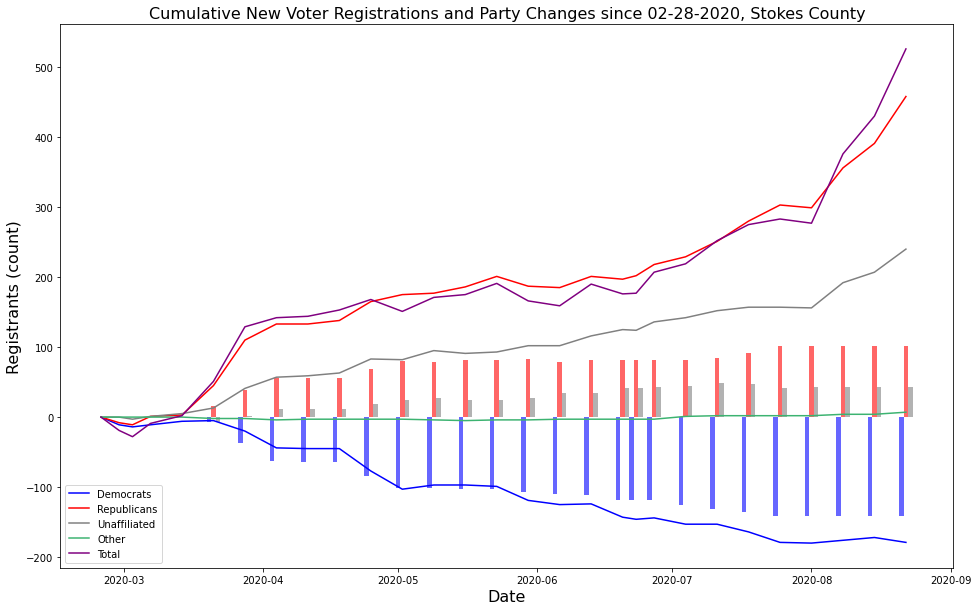 Cumulative New Voter Registrations and Party Changes since 02-28-2020, Stokes County
Registrants (count)
500
400
300
200
100
0
−100
−200
Democrats
Republicans
Unaffiliated
Other
Total
2020-03 2020-04 2020-05 2020-06 2020-07 2020-08 2020-09
Date